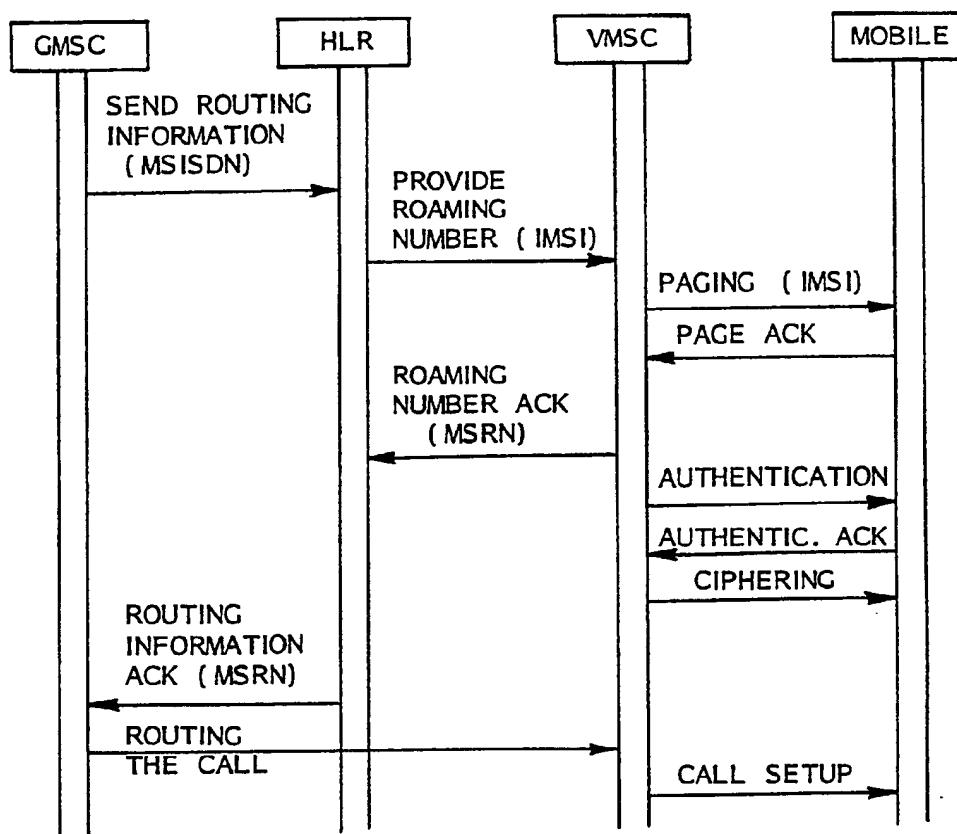 GMSC
HLR
VMSC
MOBILE
SEND ROUTING
INFORMATION
(MSISDN)
PROVIDE
ROAMING
NUMBER (IMSI)
PAGING (IMSI)
PAGE ACK
ROAMING
NUMBER ACK
(MSRN)
AUTHENTICATION
AUTHENTIC. ACK
CIPHERING
ROUTING
INFORMATION
ACK (MSRN)
ROUTING
THE CALL
CALL SETUP